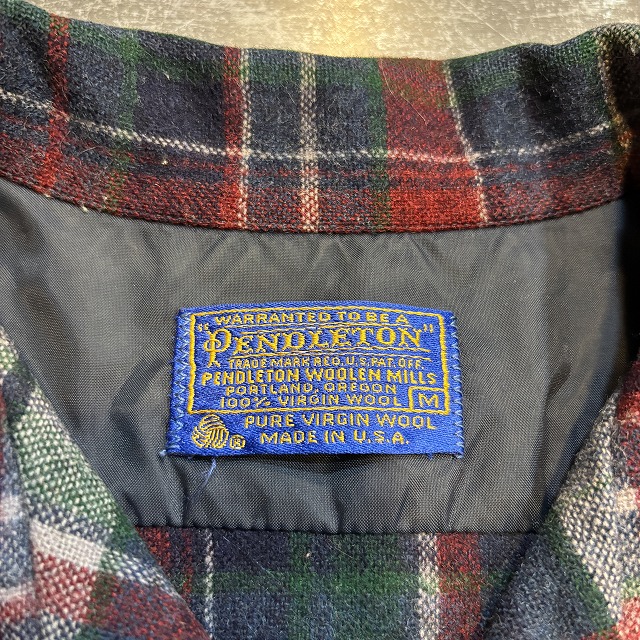 WARRANTED TO BE A
"PENDLETON"
TRADE MARK REG. U.S. PAT. OFF.
PENDLETON WOOLEN MILLS
PORTLAND, OREGON
100% VIRGIN WOOL M
PURE VIRGIN WOOL
® MADE IN U.S.A.